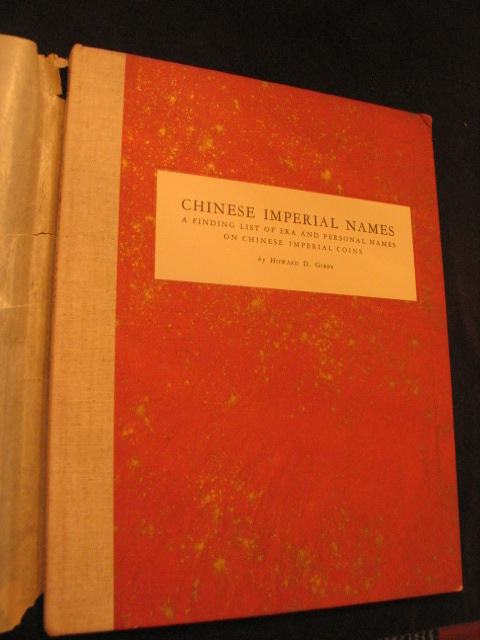 CHINESE IMPERIAL NAMES
A FINDING LIST OF ERA AND PERSONAL NAMES
ON CHINESE IMPERIAL COINS
by HOWARD D. GIBBS